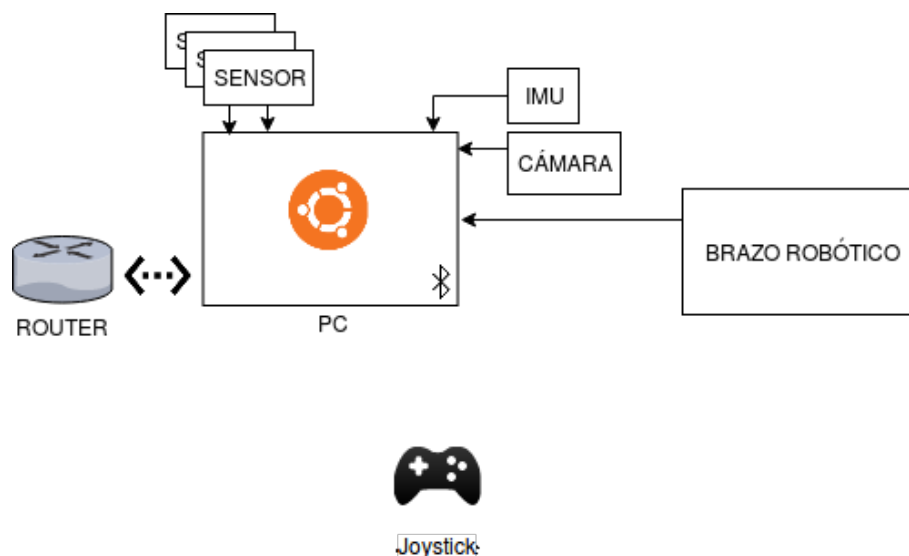 SENSOR
IMU
CÁMARA
BRAZO ROBÓTICO
ROUTER
PC
Joystick